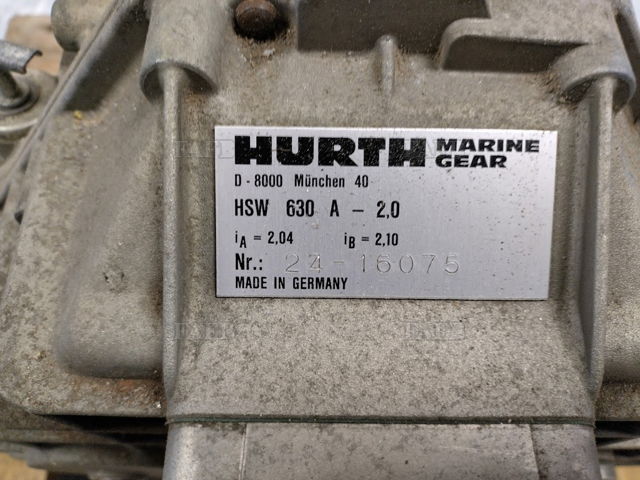 HURTH MARINE GEAR
D - 8000 München 40
HSW 630 A - 2,0
iA = 2,04 iB = 2,10
Nr.: 24-16075
MADE IN GERMANY